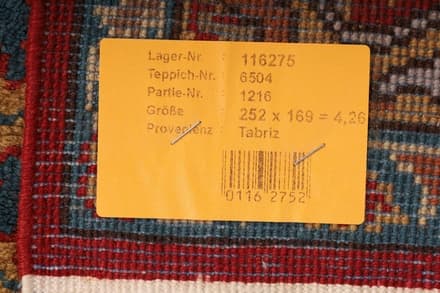 Lager-Nr. 116275
Teppich-Nr. 6504
Partie-Nr. 1216
Größe 252 x 169 = 4,26
Provenienz : Tabriz
0116 2752